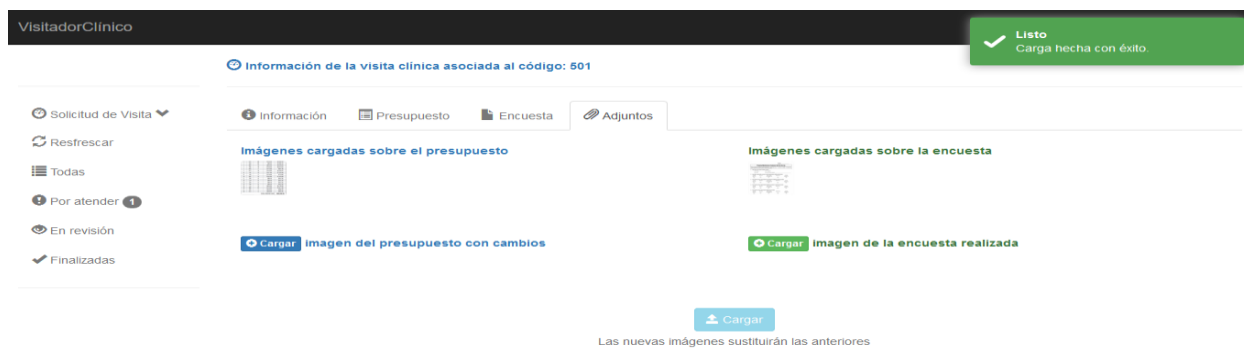 VisitadorClínico
Listo
Carga hecha con éxito.
Información de la visita clínica asociada al código: 501
Solicitud de Visita
Resfrescar
Todas
Por atender 1
En revisión
Finalizadas
Información Presupuesto Encuesta Adjuntos
Imágenes cargadas sobre el presupuesto
Imágenes cargadas sobre la encuesta
Cargar imagen del presupuesto con cambios
Cargar imagen de la encuesta realizada
Cargar
Las nuevas imágenes sustituirán las anteriores